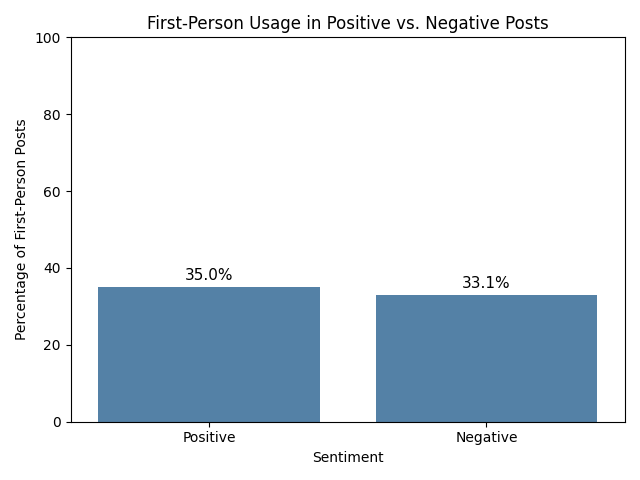 First-Person Usage in Positive vs. Negative Posts
Percentage of First-Person Posts
100
80
60
40
20
0
35.0%
33.1%
Positive
Negative
Sentiment